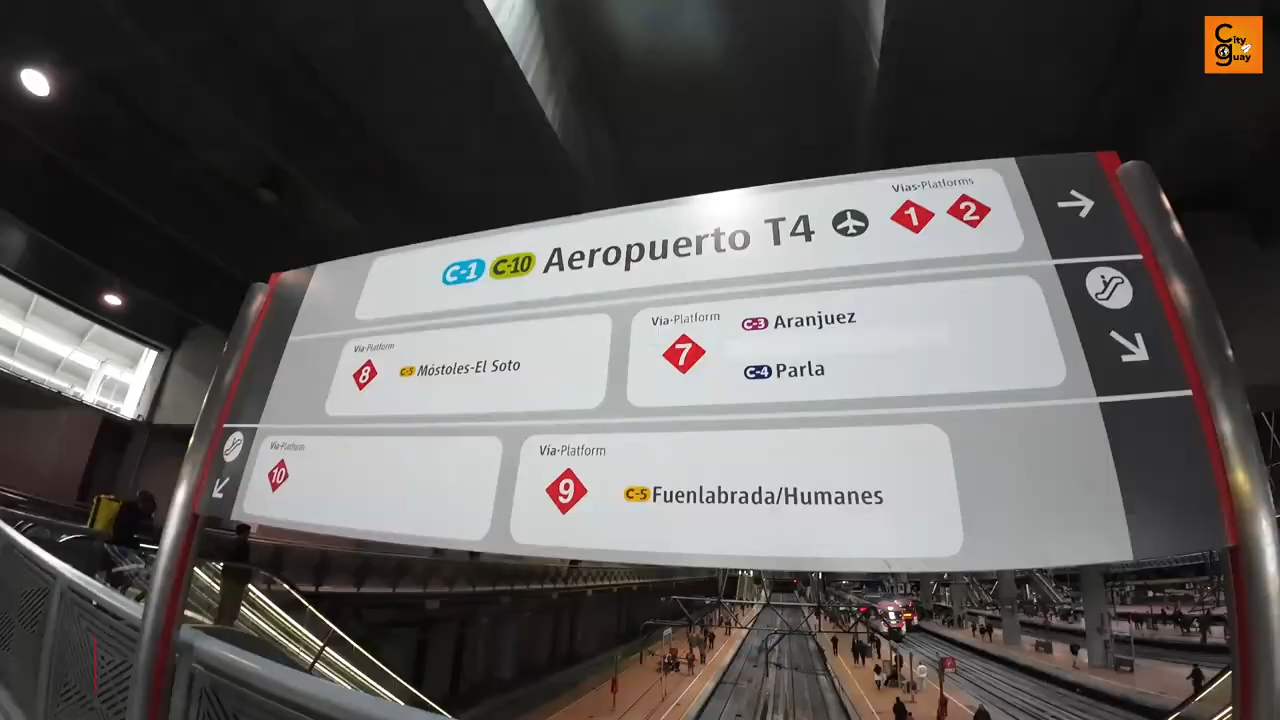 City
guay
Vías-Platforms
C-1 C-10 Aeropuerto T4 1 2
Vía-Platform
8 C-5 Móstoles-El Soto
Vía-Platform
7
C-3 Aranjuez
C-4 Parla
Vía-Platform
10
Vía-Platform
9 C-5 Fuenlabrada/Humanes